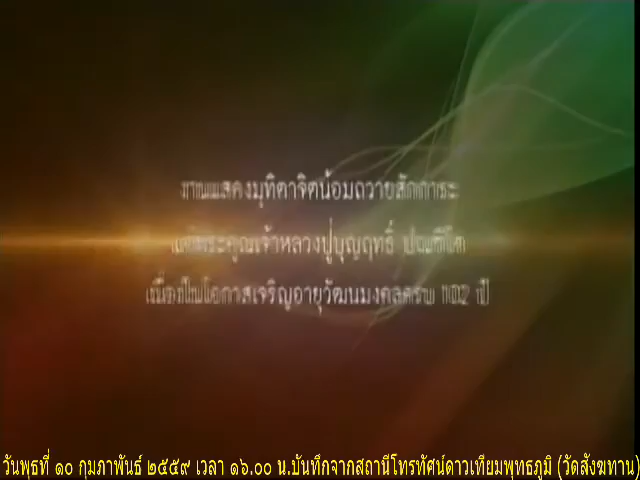 งานแสดงมุทิตาจิตน้อมถวายสักการะ
แด่พระคุณเจ้าหลวงปู่บุญฤทธิ์ ปณฺฑิโต
เนื่องในโอกาสเจริญอายุวัฒนมงคลครบ 102 ปี
วันพุธที่ ๑๐ กุมภาพันธ์ ๒๕๕๙ เวลา ๑๖.๐๐ น.บันทึกจากสถานีโทรทัศน์ดาวเทียมพุทธภูมิ (วัดสังฆทาน)